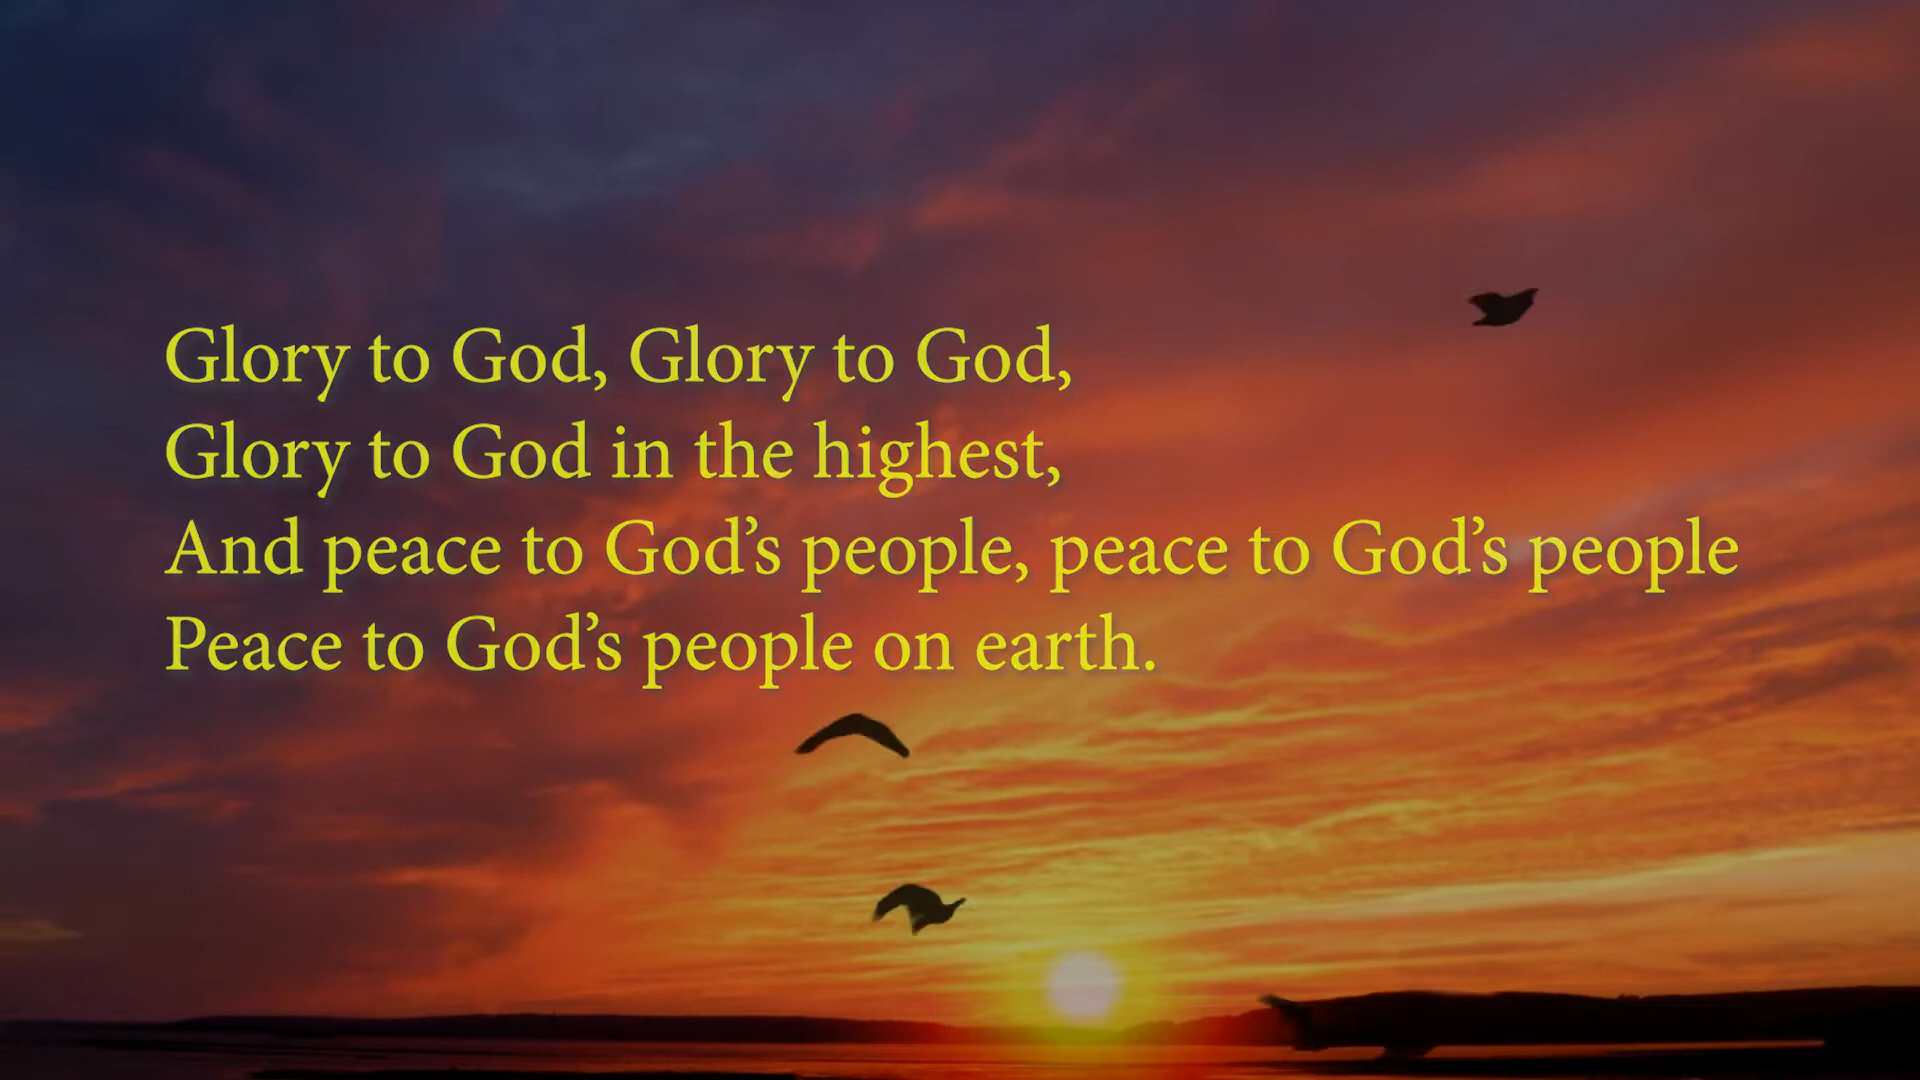 Glory to God, Glory to God,
Glory to God in the highest,
And peace to God’s people, peace to God’s people
Peace to God’s people on earth.